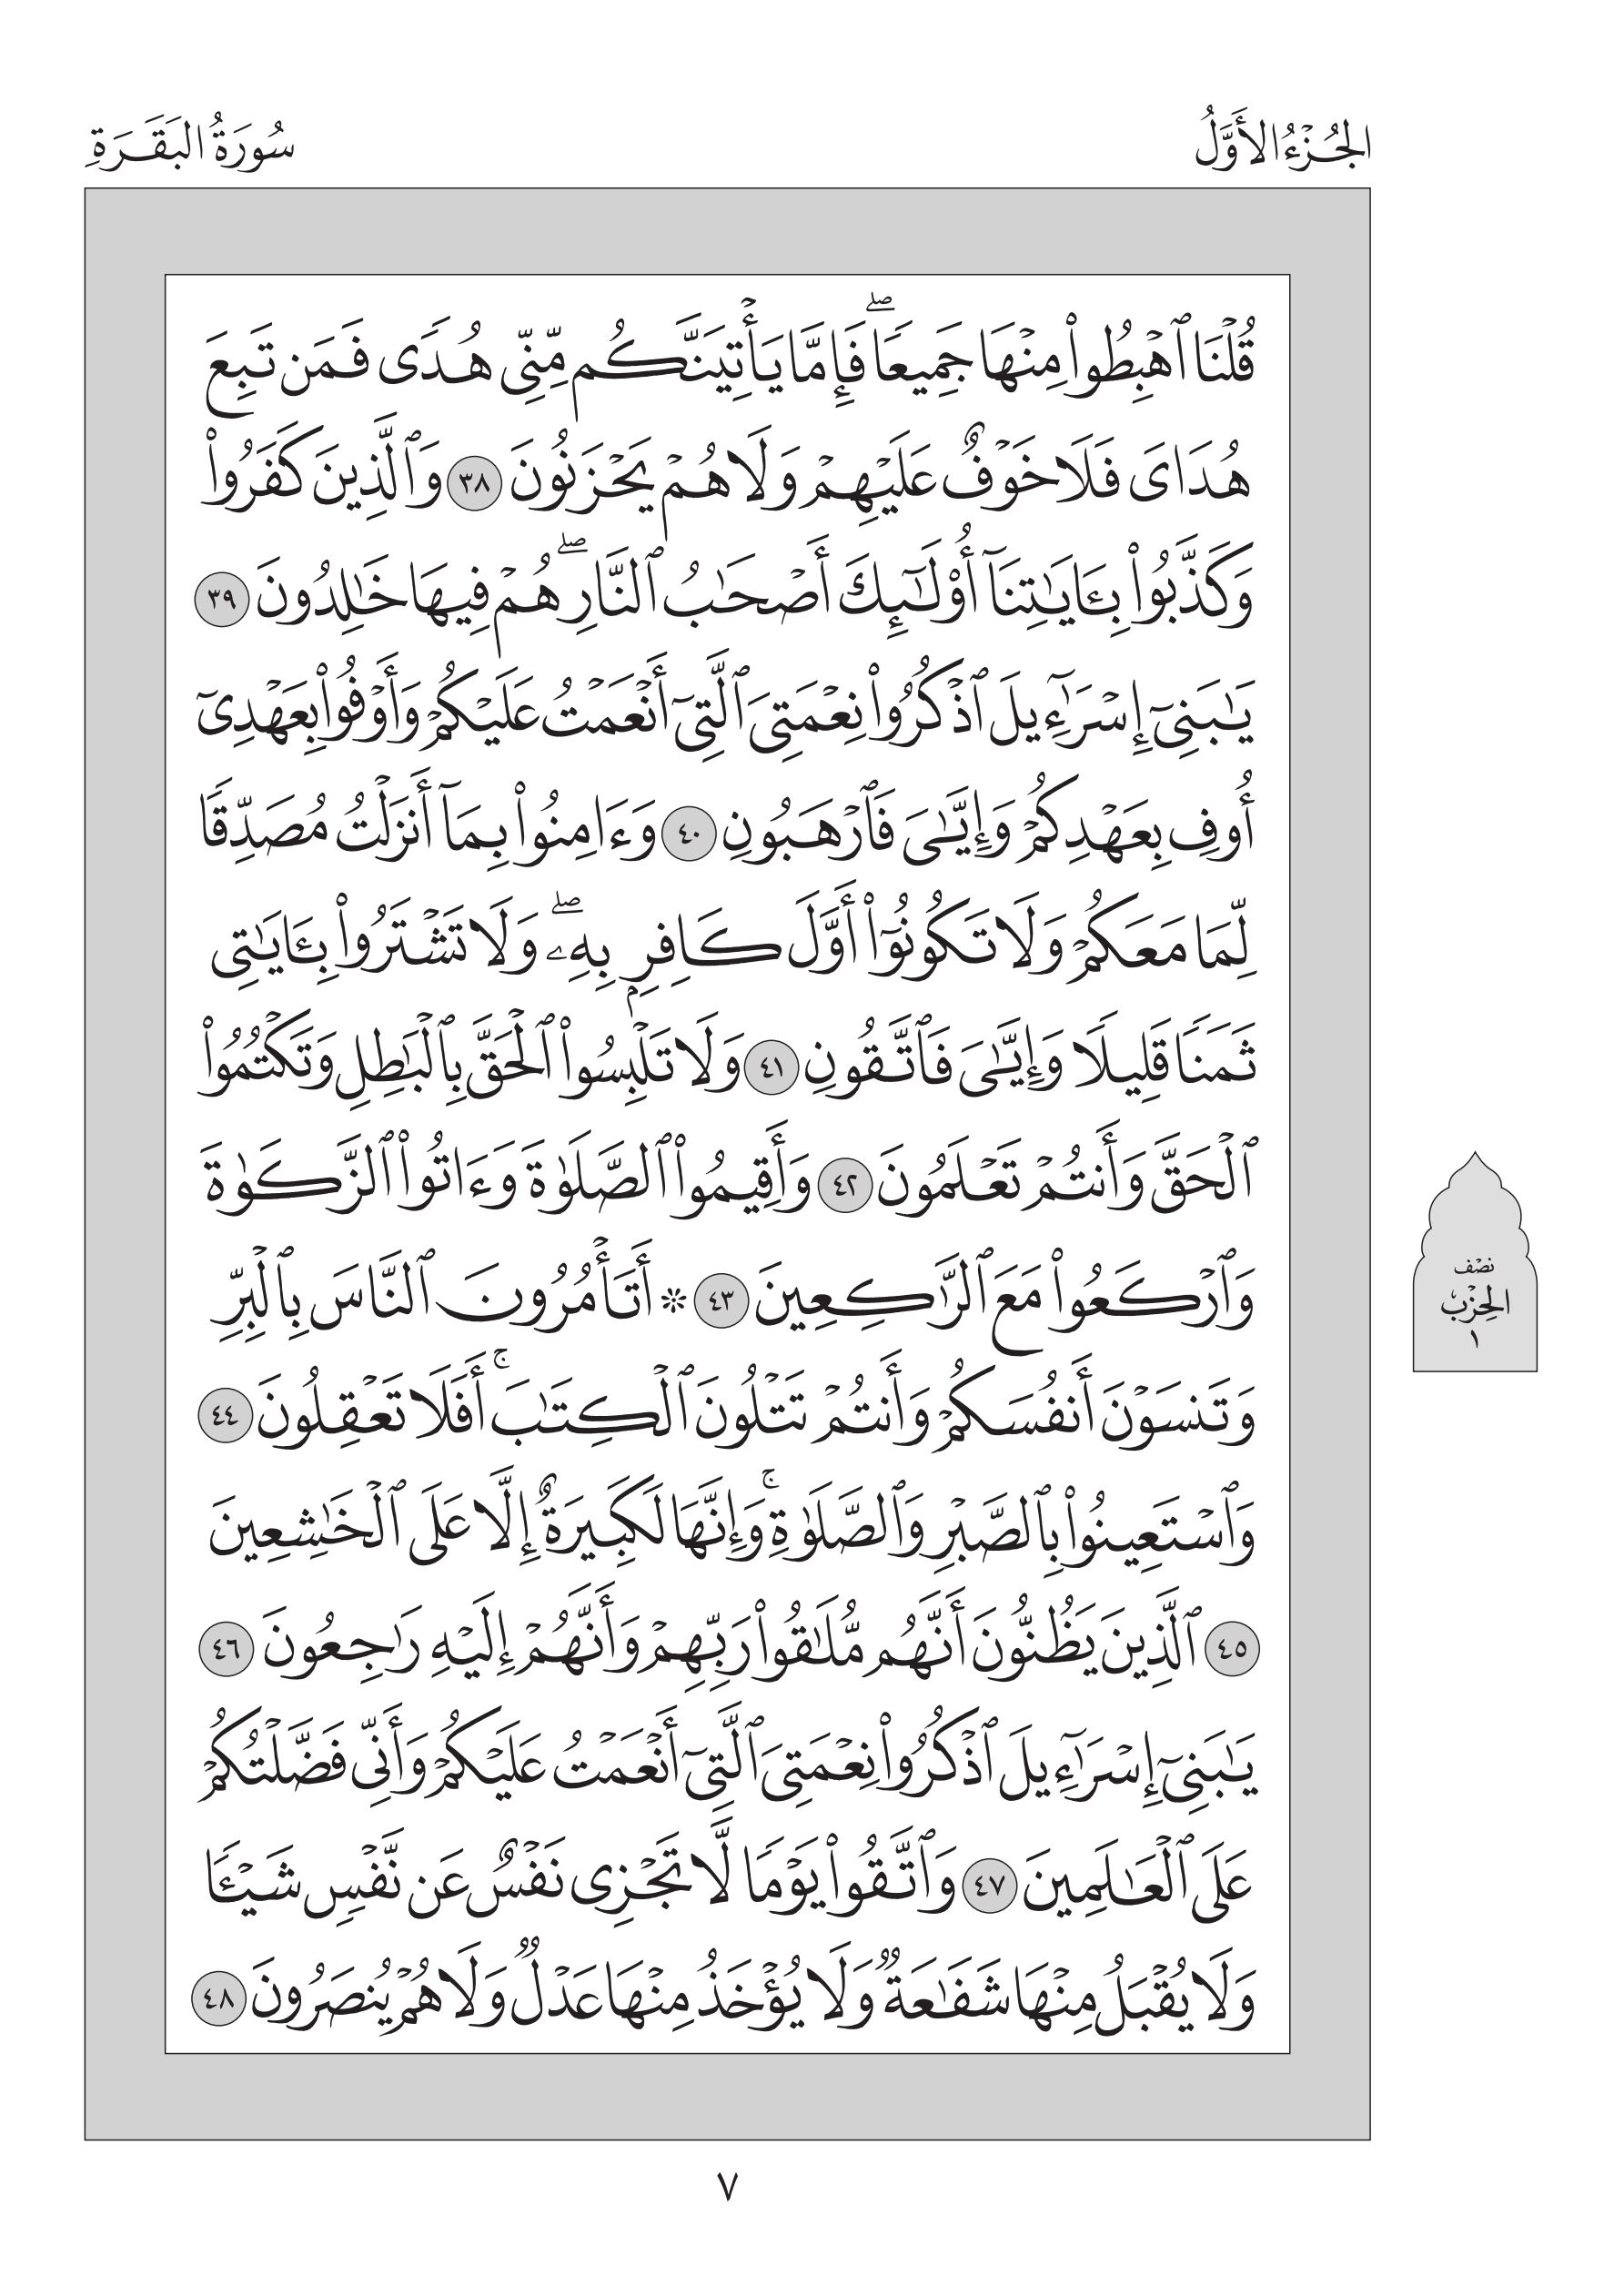 الجُزْءُ الأَوَّلُ
سُورَةُ البَقَرَةِ
قُلۡنَا ٱهۡبِطُواْ مِنۡهَا جَمِيعٗاۖ فَإِمَّا يَأۡتِيَنَّكُم مِّنِّي هُدٗى فَمَن تَبِعَ
هُدَايَ فَلَا خَوۡفٌ عَلَيۡهِمۡ وَلَا هُمۡ يَحۡزَنُونَ ٣٨ وَٱلَّذِينَ كَفَرُواْ
وَكَذَّبُواْ بِـَٔايَٰتِنَآ أُوْلَٰٓئِكَ أَصۡحَٰبُ ٱلنَّارِۖ هُمۡ فِيهَا خَٰلِدُونَ ٣٩
يَٰبَنِيٓ إِسۡرَٰٓءِيلَ ٱذۡكُرُواْ نِعۡمَتِيَ ٱلَّتِيٓ أَنۡعَمۡتُ عَلَيۡكُمۡ وَأَوۡفُواْ بِعَهۡدِيٓ
أُوفِ بِعَهۡدِكُمۡ وَإِيَّٰيَ فَٱرۡهَبُونِ ٤٠ وَءَامِنُواْ بِمَآ أَنزَلۡتُ مُصَدِّقٗا
لِّمَا مَعَكُمۡ وَلَا تَكُونُوٓاْ أَوَّلَ كَافِرِۭ بِهِۦۖ وَلَا تَشۡتَرُواْ بِـَٔايَٰتِي
ثَمَنٗا قَلِيلٗا وَإِيَّٰيَ فَٱتَّقُونِ ٤١ وَلَا تَلۡبِسُواْ ٱلۡحَقَّ بِٱلۡبَٰطِلِ وَتَكۡتُمُواْ
ٱلۡحَقَّ وَأَنتُمۡ تَعۡلَمُونَ ٤٢ وَأَقِيمُواْ ٱلصَّلَوٰةَ وَءَاتُواْ ٱلزَّكَوٰةَ
وَٱرۡكَعُواْ مَعَ ٱلرَّٰكِعِينَ ٤٣ ۞ أَتَأۡمُرُونَ ٱلنَّاسَ بِٱلۡبِرِّ
وَتَنسَوۡنَ أَنفُسَكُمۡ وَأَنتُمۡ تَتۡلُونَ ٱلۡكِتَٰبَۚ أَفَلَا تَعۡقِلُونَ ٤٤
وَٱسۡتَعِينُواْ بِٱلصَّبۡرِ وَٱلصَّلَوٰةِۚ وَإِنَّهَا لَكَبِيرَةٌ إِلَّا عَلَى ٱلۡخَٰشِعِينَ
٤٥ ٱلَّذِينَ يَظُنُّونَ أَنَّهُم مُّلَٰقُواْ رَبِّهِمۡ وَأَنَّهُمۡ إِلَيۡهِ رَٰجِعُونَ ٤٦
يَٰبَنِيٓ إِسۡرَٰٓءِيلَ ٱذۡكُرُواْ نِعۡمَتِيَ ٱلَّتِيٓ أَنۡعَمۡتُ عَلَيۡكُمۡ وَأَنِّي فَضَّلۡتُكُمۡ
عَلَى ٱلۡعَٰلَمِينَ ٤٧ وَٱتَّقُواْ يَوۡمٗا لَّا تَجۡزِي نَفۡسٌ عَن نَّفۡسٖ شَيۡـٔٗا
وَلَا يُقۡبَلُ مِنۡهَا شَفَٰعَةٞ وَلَا يُؤۡخَذُ مِنۡهَا عَدۡلٞ وَلَا هُمۡ يُنصَرُونَ ٤٨
نصف
الحِزْبِ
١
٧